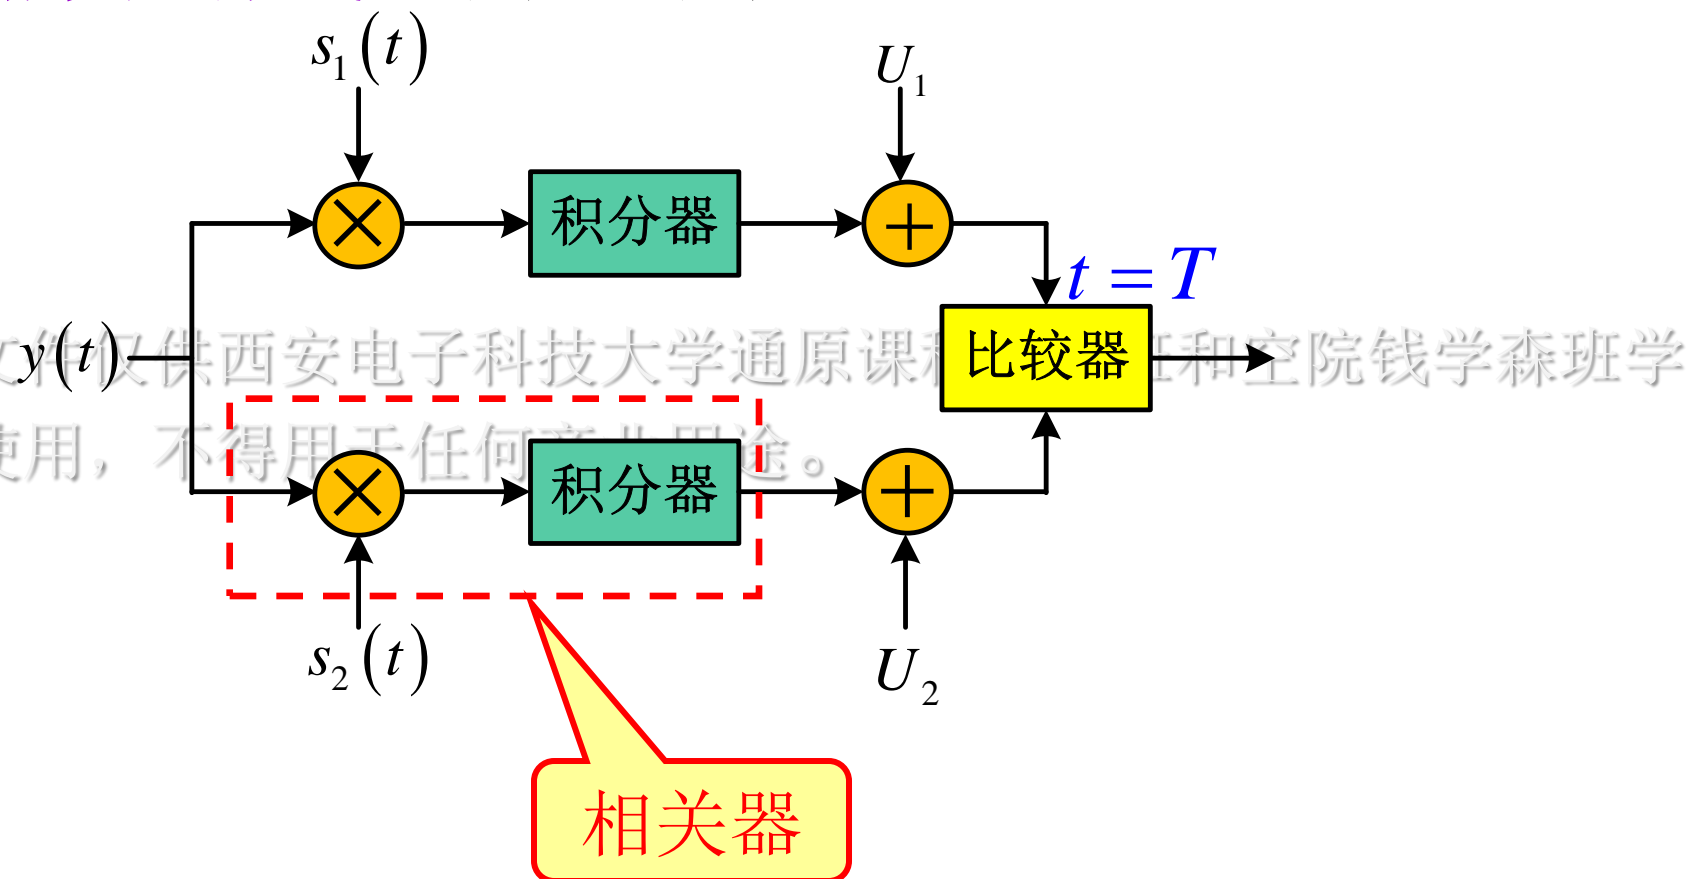 s₁(t)
U₁
积分器
t = T
y(t)
比较器
文件仅供西安电子科技大学通原课 和空院钱学森班学
使用，不得用于任何 途。
积分器
s₂(t)
U₂
相关器